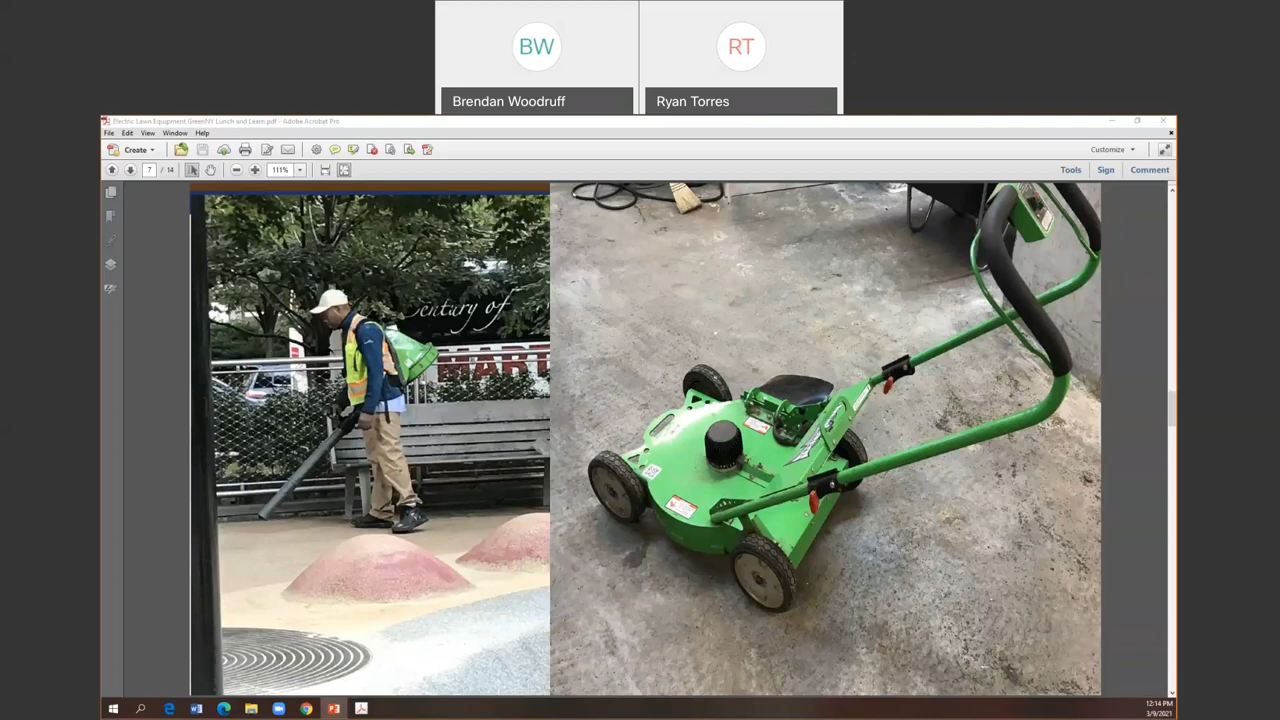 BW
RT
Brendan Woodruff
Ryan Torres
Electric Lawn Equipment GreenNY Lunch and Learn.pdf - Adobe Acrobat Pro
File Edit View Window Help
Create
Customize
7 / 14
111%
Tools Sign Comment
entury of
MART
12:14 PM
3/9/2021